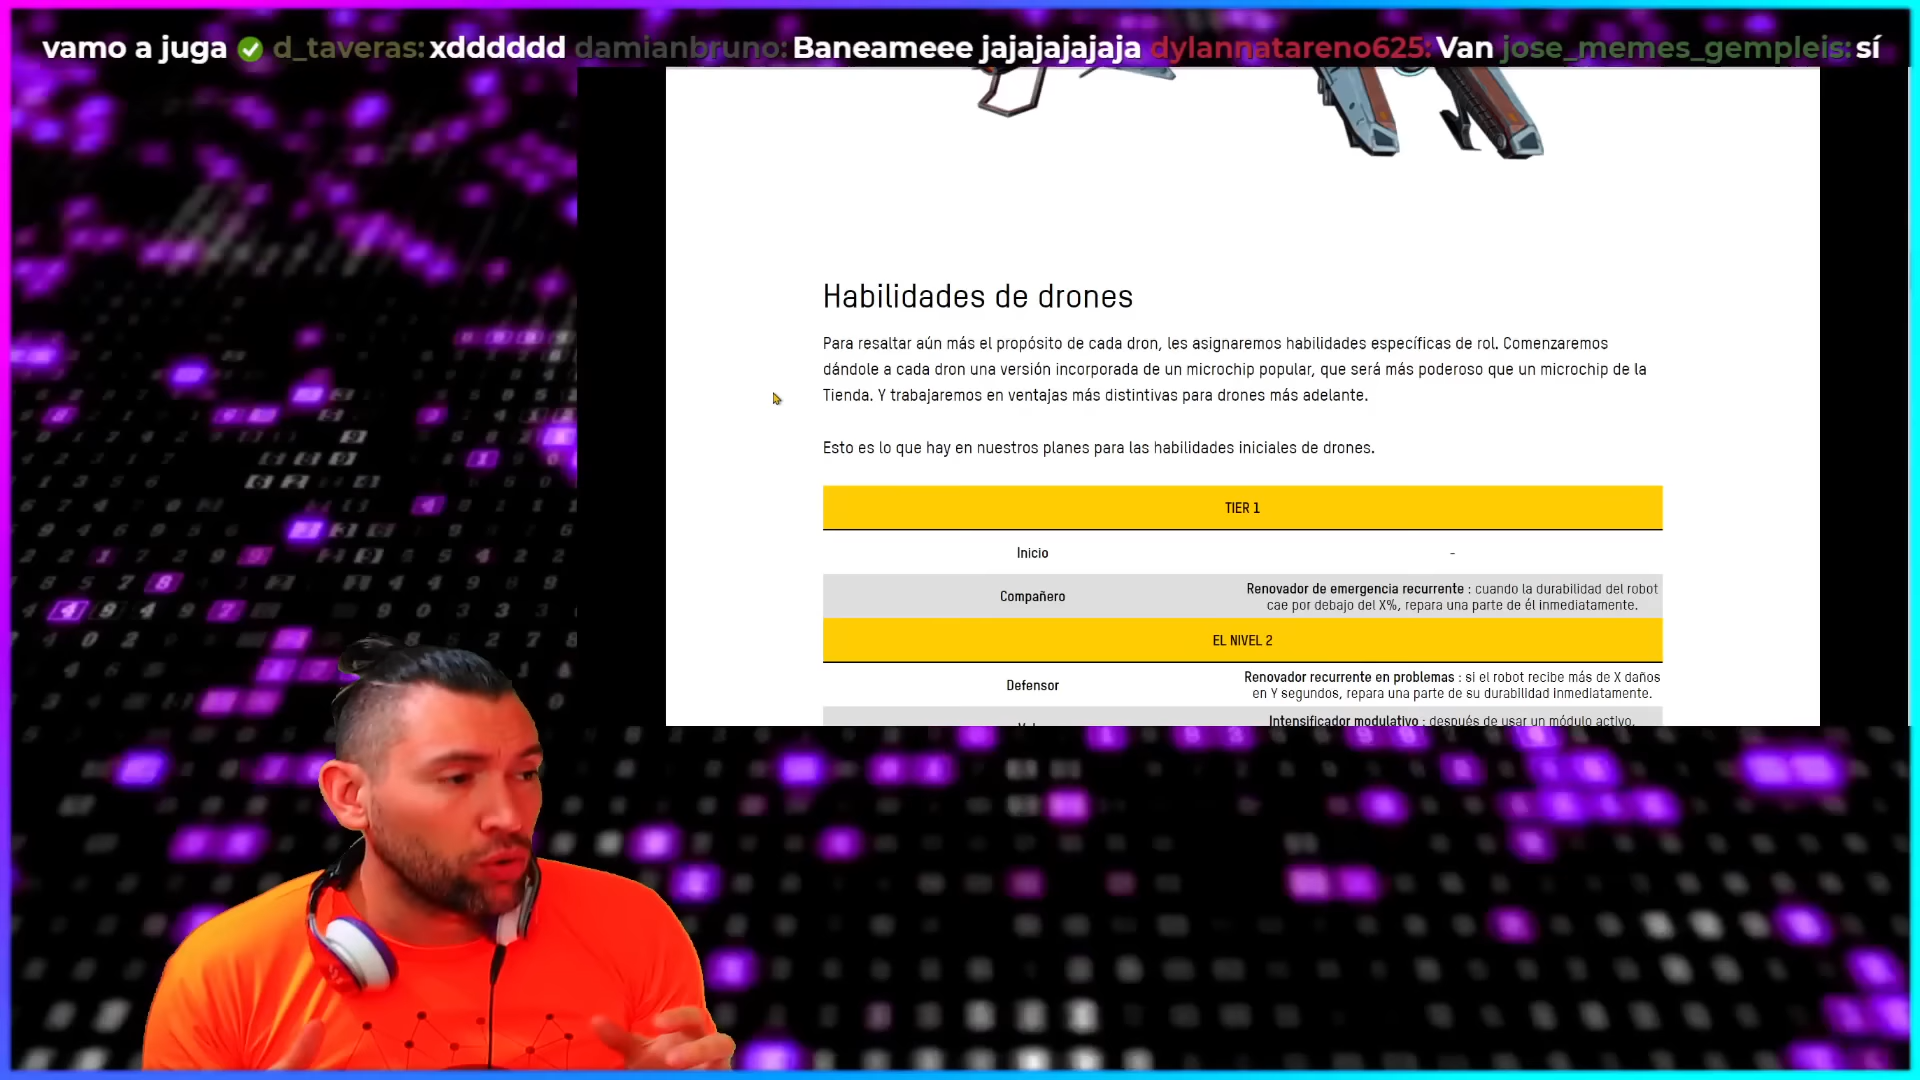 vamo a juga d_taveras: xdddddd damianbruno: Baneameee jajajajajaja dylannatareno625: Van jose_memes_gempleis: sí
Habilidades de drones
Para resaltar aún más el propósito de cada dron, les asignaremos habilidades específicas de rol. Comenzaremos
dándole a cada dron una versión incorporada de un microchip popular, que será más poderoso que un microchip de la
Tienda. Y trabajaremos en ventajas más distintivas para drones más adelante.
Esto es lo que hay en nuestros planes para las habilidades iniciales de drones.
TIER 1
Inicio -
Compañero
Renovador de emergencia recurrente : cuando la durabilidad del robot
cae por debajo del X%, repara una parte de él inmediatamente.
EL NIVEL 2
Defensor
Renovador recurrente en problemas : si el robot recibe más de X daños
en Y segundos, repara una parte de su durabilidad inmediatamente.
Intensificador modulativo : después de usar un módulo activo,